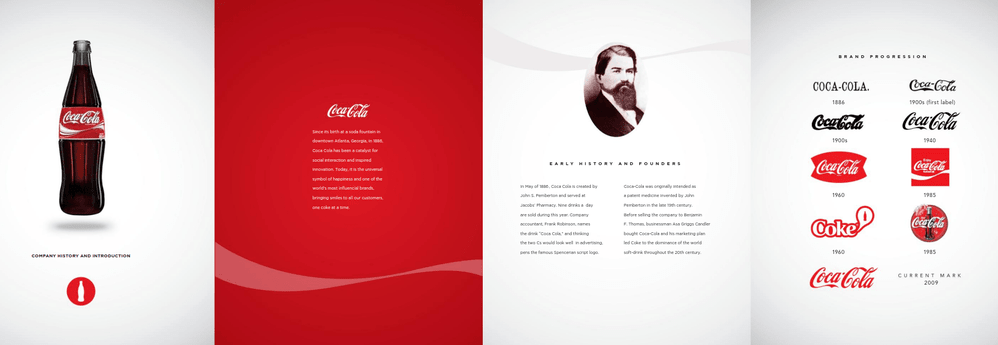 Coca-Cola
COMPANY HISTORY AND INTRODUCTION
Coca-Cola
Since its birth at a soda fountain in
downtown Atlanta, Georgia, in 1886,
Coca Cola has been a catalyst for
social interaction and inspired
innovation. Today, it is the universal
symbol of happiness and one of the
world's most influencial brands,
bringing smiles to all our customers,
one coke at a time.
EARLY HISTORY AND FOUNDERS
In May of 1886, Coca Cola is created by
John S. Pemberton and served at
Jacobs' Pharmacy. Nine drinks a day
are sold during this year. Company
accountant, Frank Robinson, names
the drink "Coca Cola," and thinking
the two Cs would look well in advertising,
pens the famous Spencerian script logo.
Coca-Cola was originally intended as
a patent medicine invented by John
Pemberton in the late 19th century.
Before selling the company to Benjamin
F. Thomas, businessman Asa Griggs Candler
bought Coca-Cola and his marketing plan
led Coke to the dominance of the world
soft-drink throughout the 20th century.
BRAND PROGRESSION
COCA-COLA.
1886
Coca-Cola
1900s (first label)
Coca-Cola
1900s
Coca-Cola
1940
Coca-Cola
1960
Enjoy
Coca-Cola
1985
Coke
1960
Coca-Cola
1985
Coca-Cola
CURRENT MARK
2009